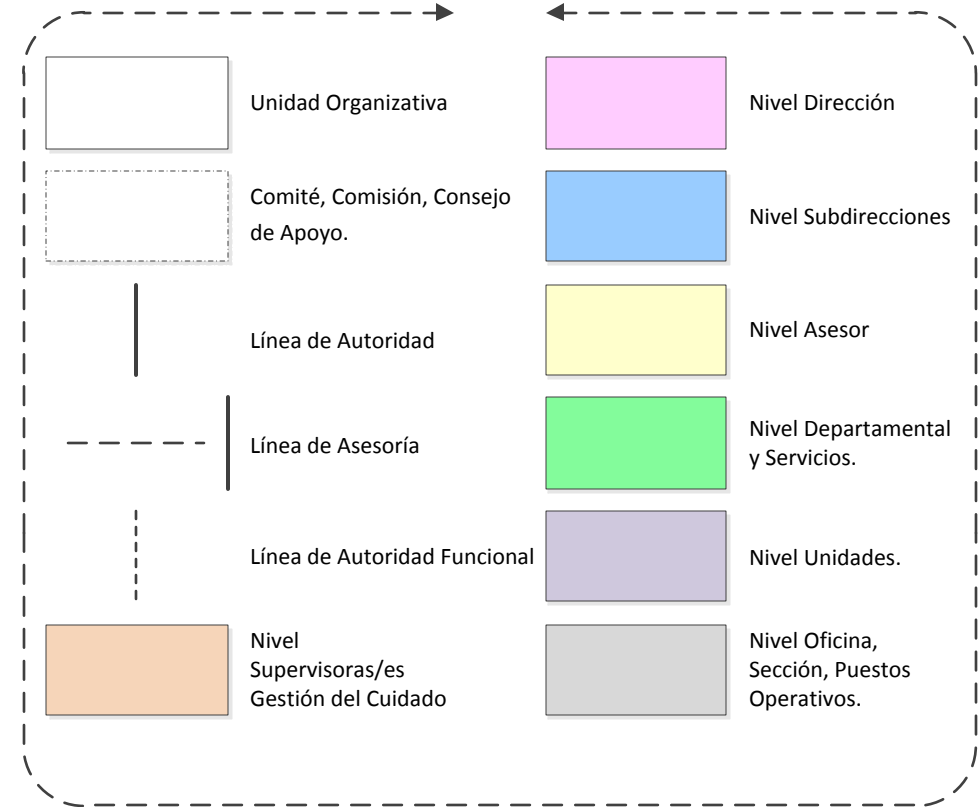 Unidad Organizativa
Comité, Comisión, Consejo
de Apoyo.
Línea de Autoridad
Línea de Asesoría
Línea de Autoridad Funcional
Nivel
Supervisoras/es
Gestión del Cuidado
Nivel Dirección
Nivel Subdirecciones
Nivel Asesor
Nivel Departamental
y Servicios.
Nivel Unidades.
Nivel Oficina,
Sección, Puestos
Operativos.